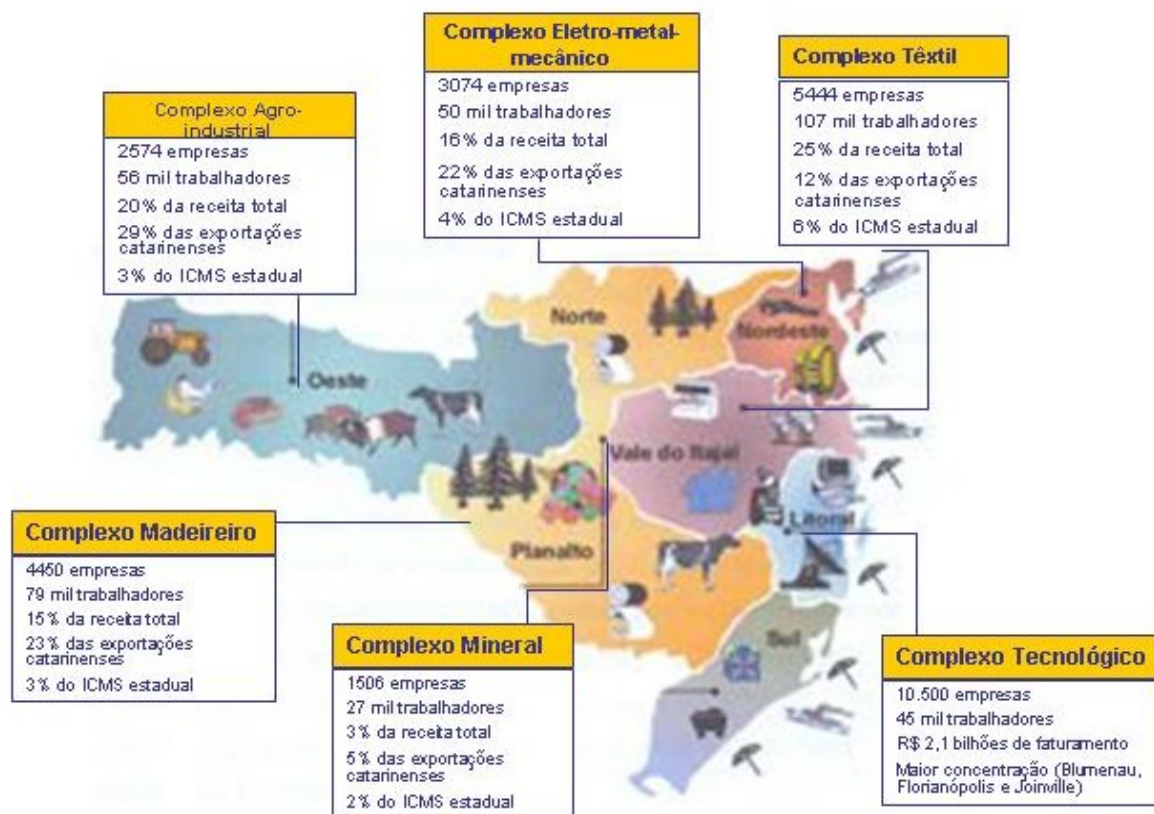 Complexo Eletro-metal-
mecânico
3074 empresas
50 mil trabalhadores
16% da receita total
22% das exportações
catarinenses
4% do ICMS estadual
Complexo Têxtil
5444 empresas
107 mil trabalhadores
25% da receita total
12% das exportações
catarinenses
6% do ICMS estadual
Complexo Agro-
industrial
2574 empresas
56 mil trabalhadores
20% da receita total
29% das exportações
catarinenses
3% do ICMS estadual
Norte
Nordeste
Oeste
Vale do Itajaí
Litoral
Planalto
Sul
Complexo Madeireiro
4450 empresas
79 mil trabalhadores
15% da receita total
23% das exportações
catarinenses
3% do ICMS estadual
Complexo Mineral
1506 empresas
27 mil trabalhadores
3% da receita total
5% das exportações
catarinenses
2% do ICMS estadual
Complexo Tecnológico
10.500 empresas
45 mil trabalhadores
R$ 2,1 bilhões de faturamento
Maior concentração (Blumenau,
Florianópolis e Joinville)